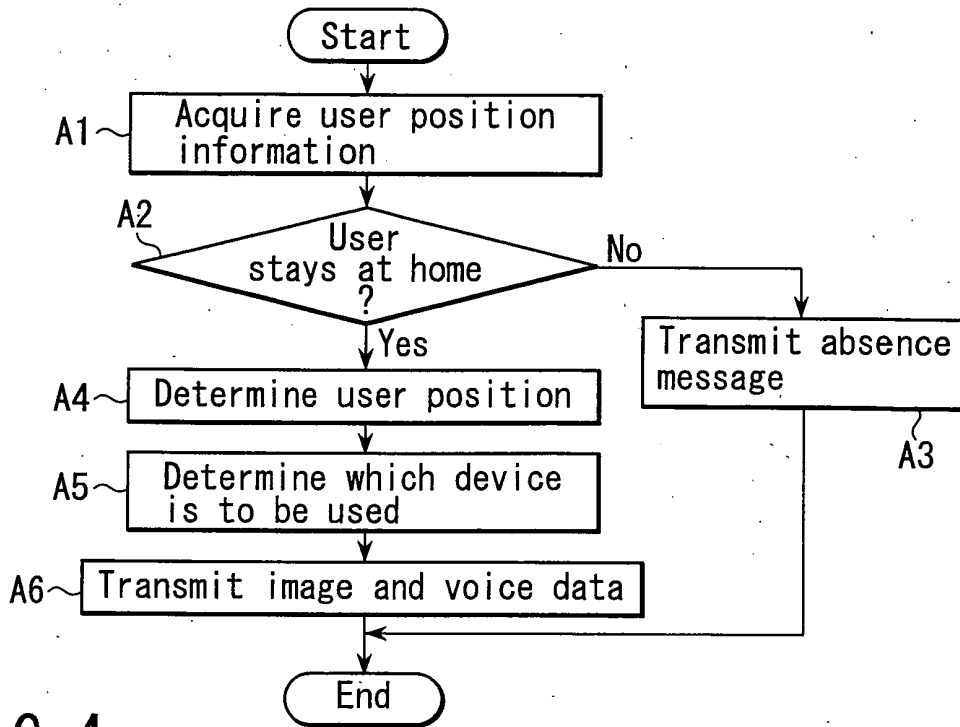 Start
A1
Acquire user position
information
A2
User
stays at home
?
No
Yes
Transmit absence
message
A3
A4
Determine user position
A5
Determine which device
is to be used
A6
Transmit image and voice data
End